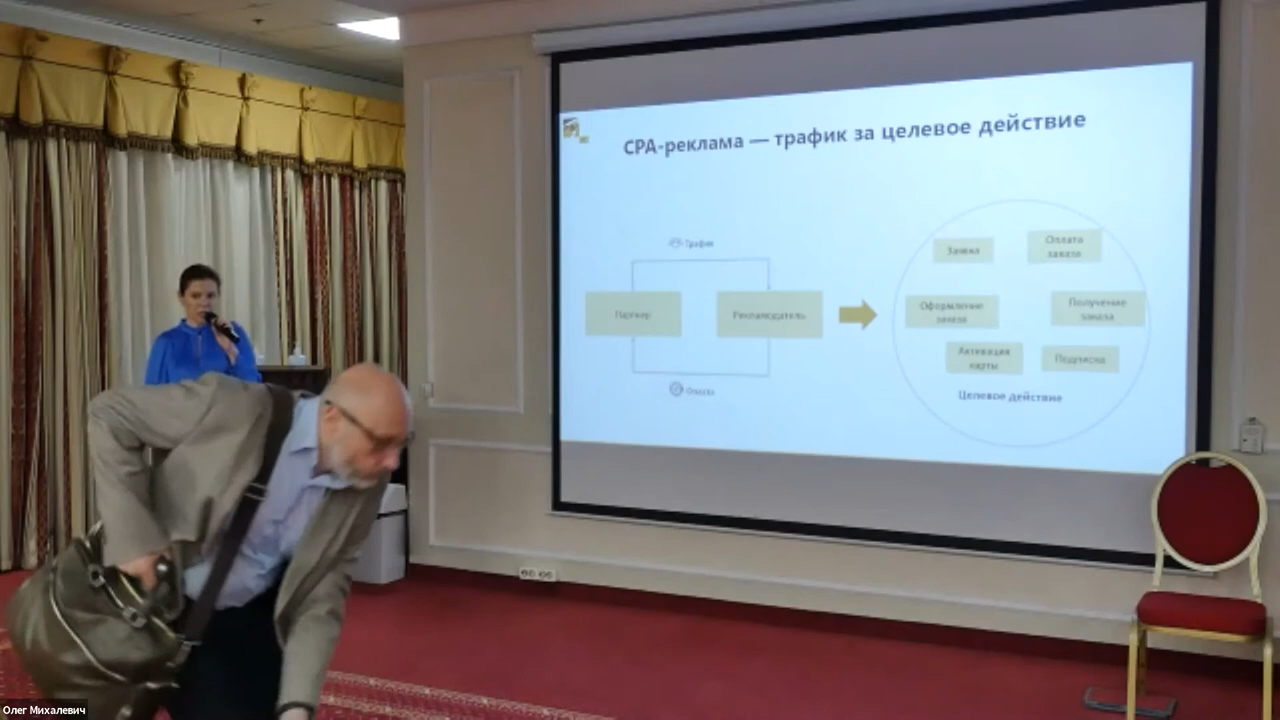 СРА-реклама — трафик за целевое действие
Трафик
Партнер
Рекламодатель
Оплата
Заявка
Оплата
заказа
Оформление
заказа
Получение
заказа
Активация
карты
Подписка
Целевое действие
Олег Михалевич